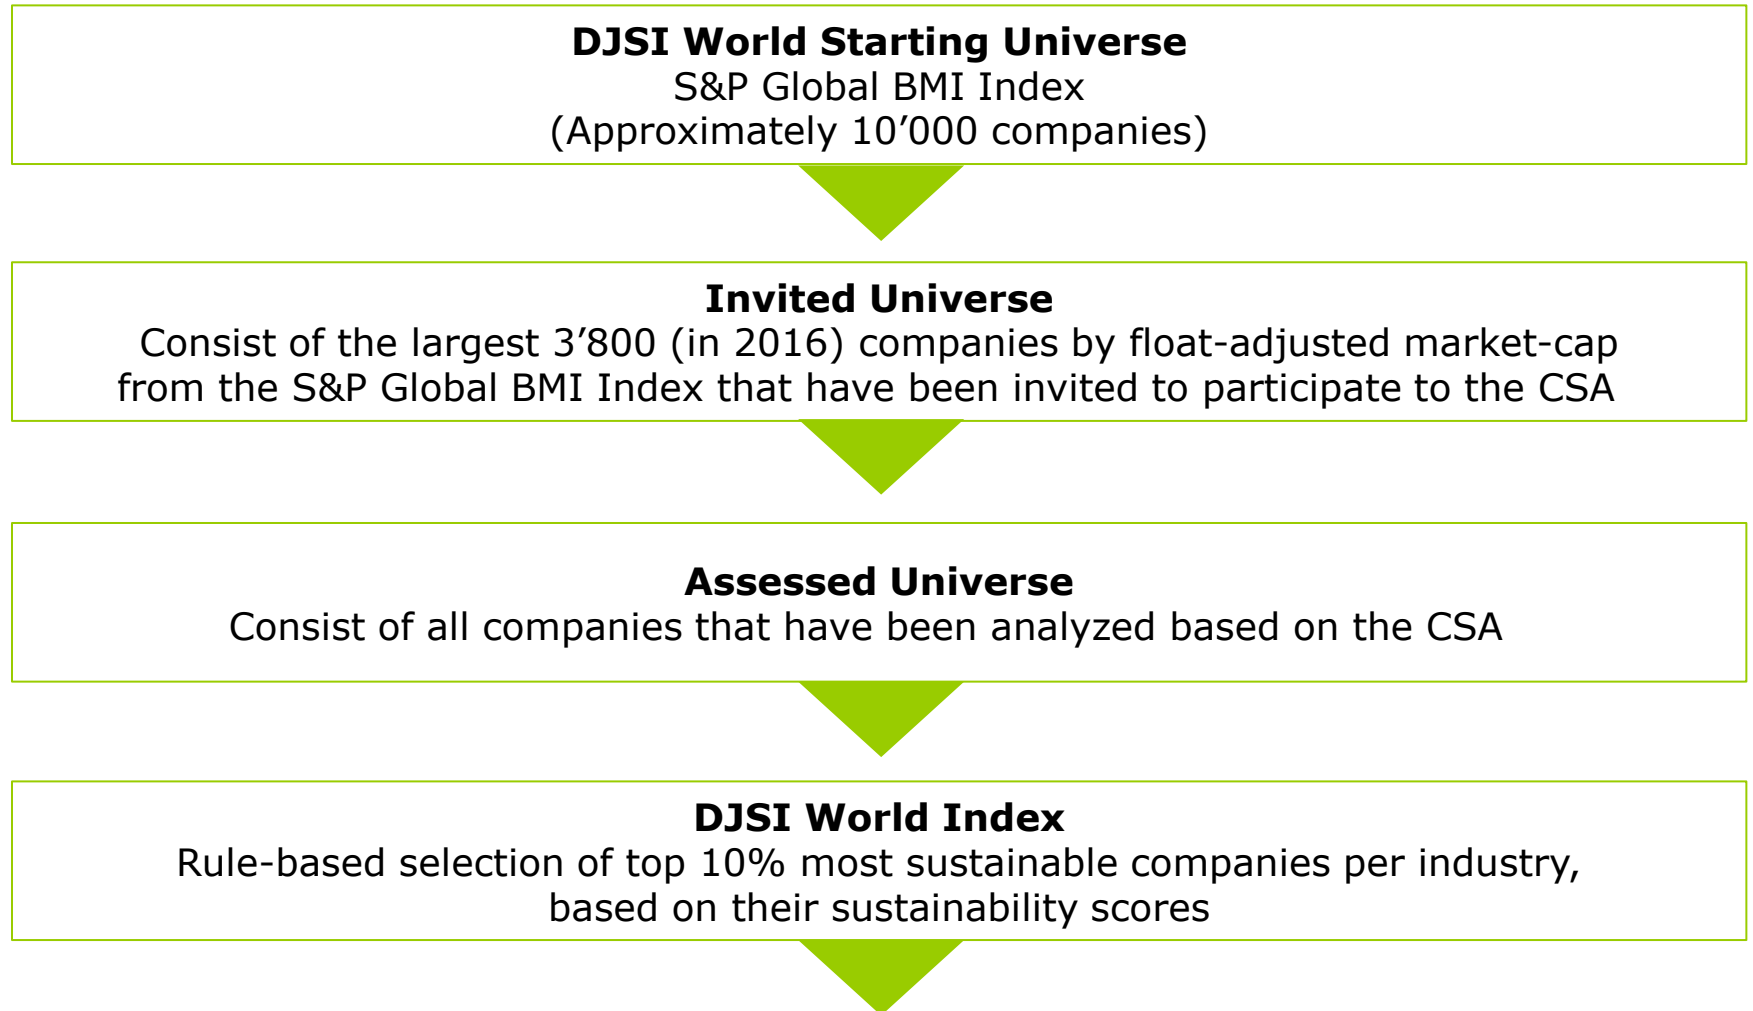 DJSI World Starting Universe
S&P Global BMI Index
(Approximately 10’000 companies)
Invited Universe
Consist of the largest 3’800 (in 2016) companies by float-adjusted market-cap
from the S&P Global BMI Index that have been invited to participate to the CSA
Assessed Universe
Consist of all companies that have been analyzed based on the CSA
DJSI World Index
Rule-based selection of top 10% most sustainable companies per industry,
based on their sustainability scores